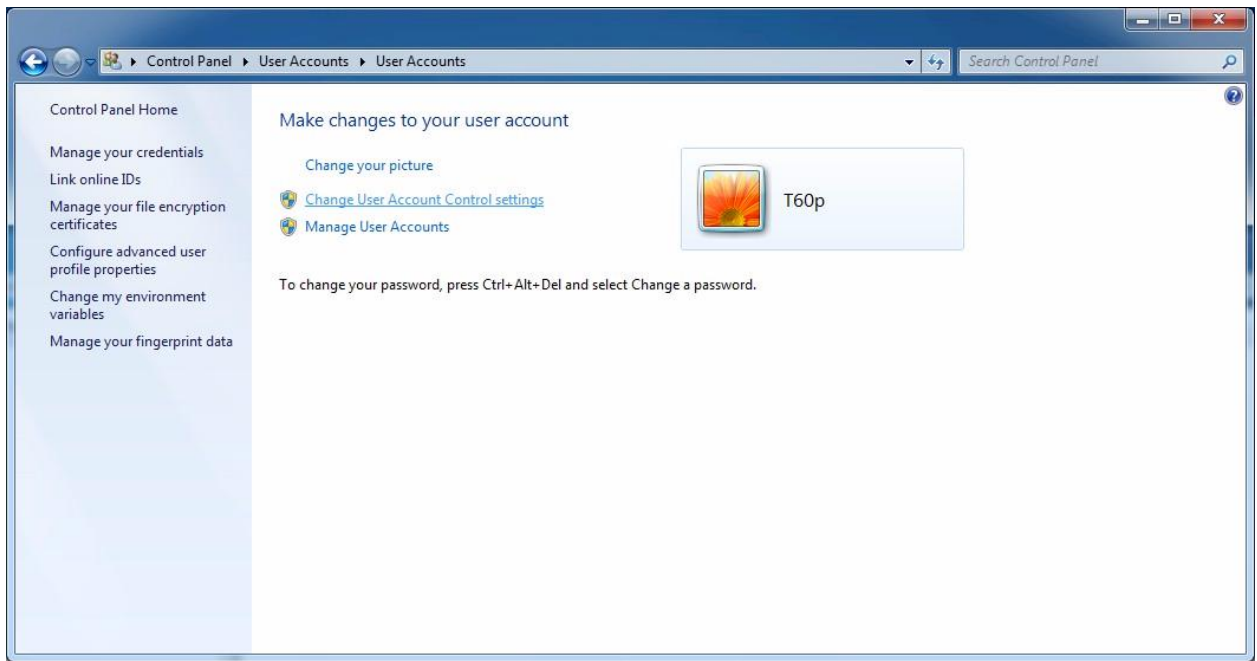 Control Panel ▸ User Accounts ▸ User Accounts
Search Control Panel
Control Panel Home
Manage your credentials
Link online IDs
Manage your file encryption
certificates
Configure advanced user
profile properties
Change my environment
variables
Manage your fingerprint data
Make changes to your user account
Change your picture
Change User Account Control settings
Manage User Accounts
T60p
To change your password, press Ctrl+Alt+Del and select Change a password.